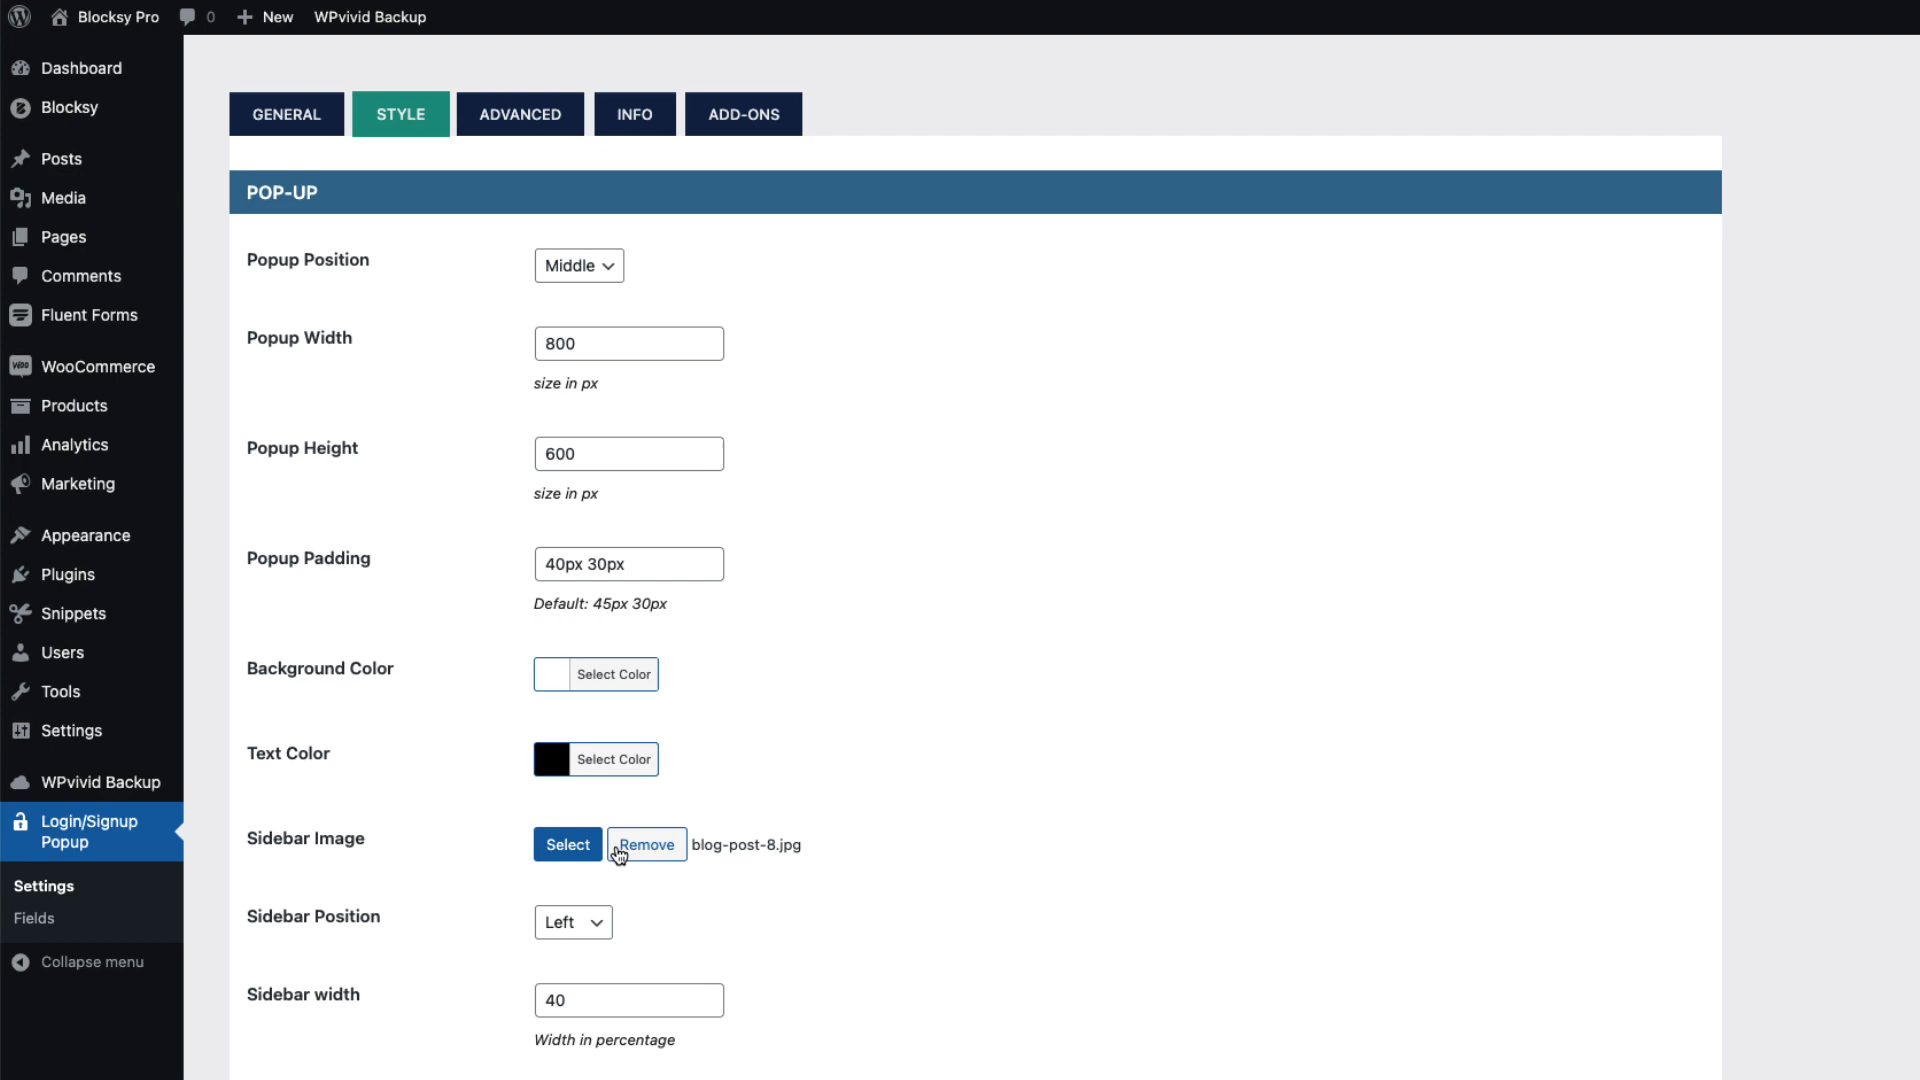 Blocksy Pro
0
New
WPvivid Backup
Dashboard
Blocksy
Posts
Media
Pages
Comments
Fluent Forms
WooCommerce
Products
Analytics
Marketing
Appearance
Plugins
Snippets
Users
Tools
Settings
WPvivid Backup
Login/Signup
Popup
Settings
Fields
Collapse menu
GENERAL
STYLE
ADVANCED
INFO
ADD-ONS
POP-UP
Popup Position
Middle
Popup Width
800
size in px
Popup Height
600
size in px
Popup Padding
40px 30px
Default: 45px 30px
Background Color
Select Color
Text Color
Select Color
Sidebar Image
Select
Remove
blog-post-8.jpg
Sidebar Position
Left
Sidebar width
40
Width in percentage